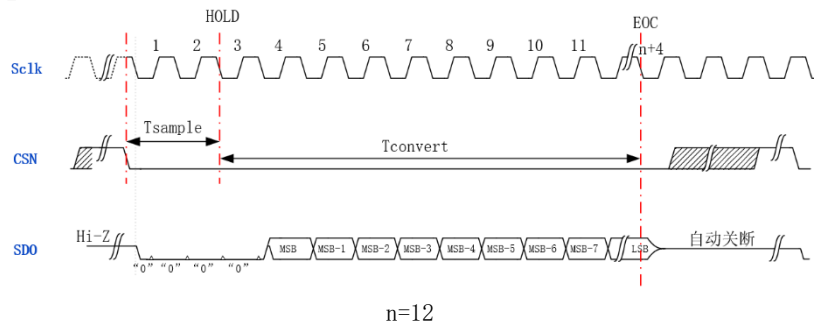 HOLD
EOC
1 2 3 4 5 6 7 8 9 10 11 n+4
Sclk
Tsample
Tconvert
CSN
Hi-Z
SDO
MSB MSB-1 MSB-2 MSB-3 MSB-4 MSB-5 MSB-6 MSB-7 LSB
自动关断
“0” “0” “0” “0”
n=12